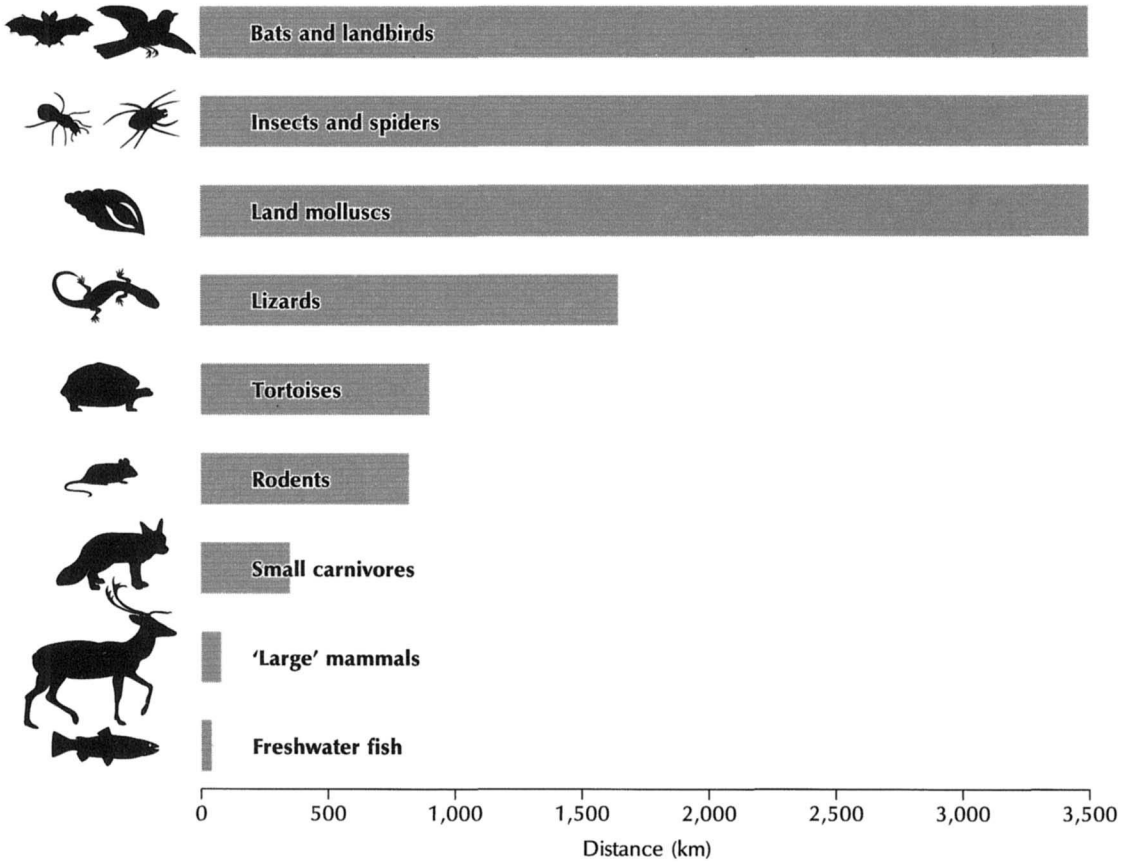 Bats and landbirds
Insects and spiders
Land molluscs
Lizards
Tortoises
Rodents
Small carnivores
‘Large’ mammals
Freshwater fish
0 500 1,000 1,500 2,000 2,500 3,000 3,500
Distance (km)